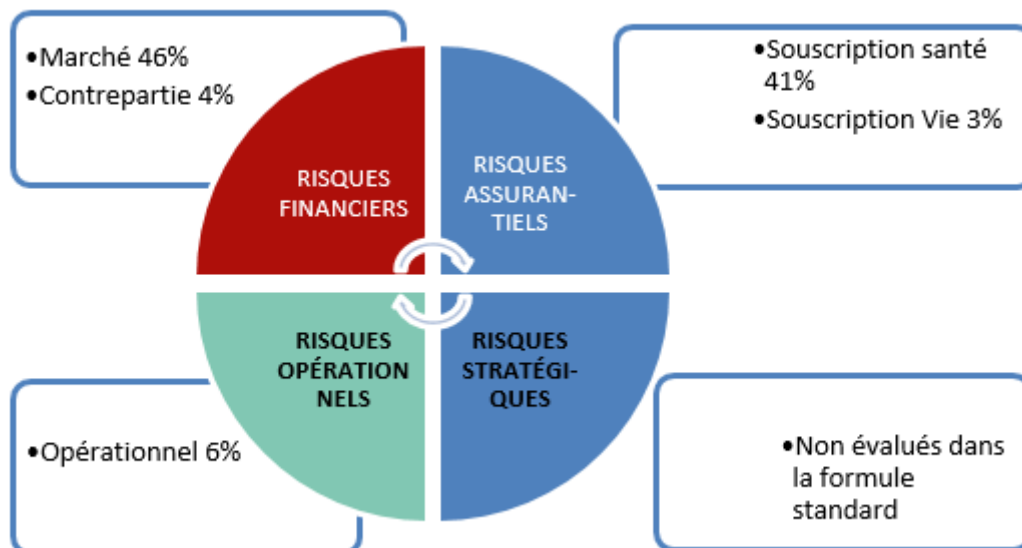 •Marché 46%
•Contrepartie 4%
•Souscription santé
41%
•Souscription Vie 3%
RISQUES
FINANCIERS
RISQUES
ASSURAN-
TIELS
RISQUES
OPÉRATION
NELS
RISQUES
STRATÉGI-
QUES
•Opérationnel 6%
•Non évalués dans
la formule
standard